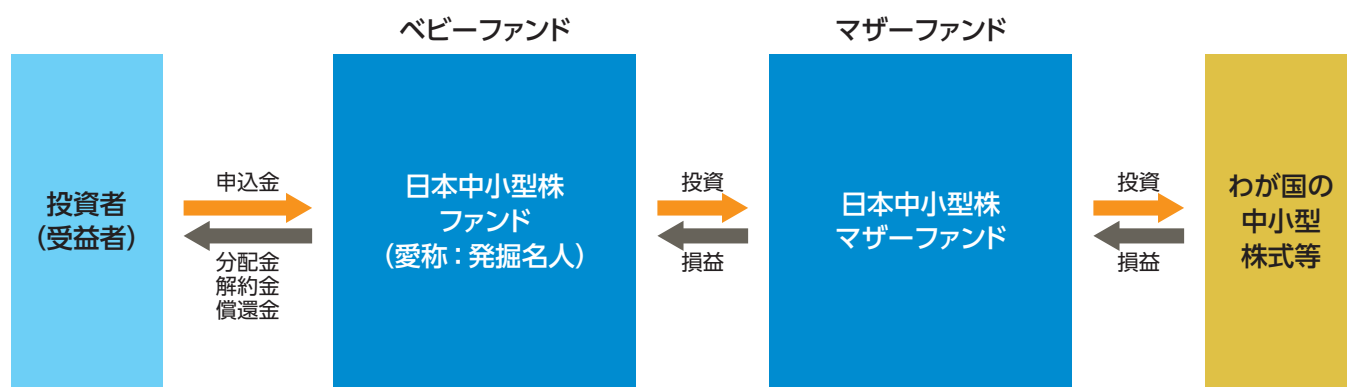 ベビーファンド
マザーファンド
投資者
(受益者)
申込金
分配金
解約金
償還金
日本中小型株
ファンド
(愛称：発掘名人)
投資
損益
日本中小型株
マザーファンド
投資
損益
わが国の
中小型
株式等